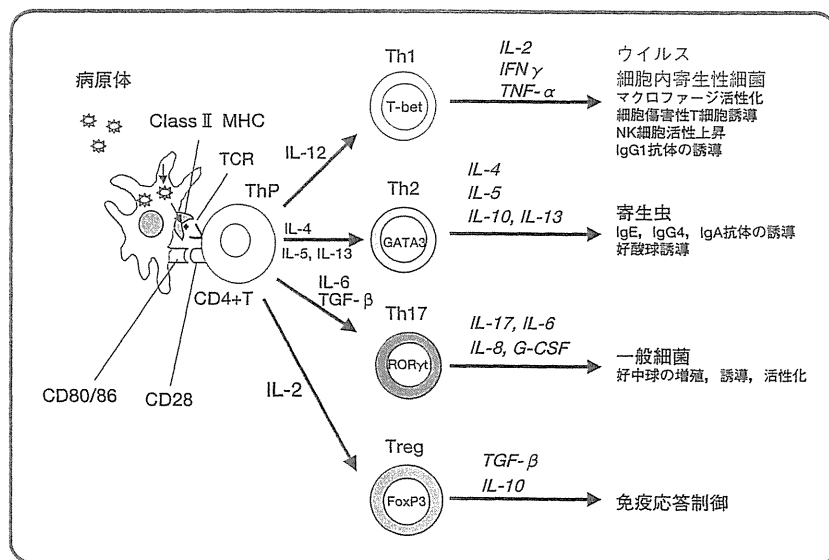 病原体
Class Ⅱ MHC
TCR
ThP
CD4+T
CD80/86
CD28
IL-12
IL-4
IL-5, IL-13
IL-6
TGF-β
IL-2
Th1
T-bet
IL-2
IFNγ
TNF-α
ウイルス
細胞内寄生性細菌
マクロファージ活性化
細胞傷害性T細胞誘導
NK細胞活性上昇
IgG1抗体の誘導
Th2
GATA3
IL-4
IL-5
IL-10, IL-13
寄生虫
IgE，IgG4，IgA抗体の誘導
好酸球誘導
Th17
RORγt
IL-17, IL-6
IL-8, G-CSF
一般細菌
好中球の増殖，誘導，活性化
Treg
FoxP3
TGF-β
IL-10
免疫応答制御